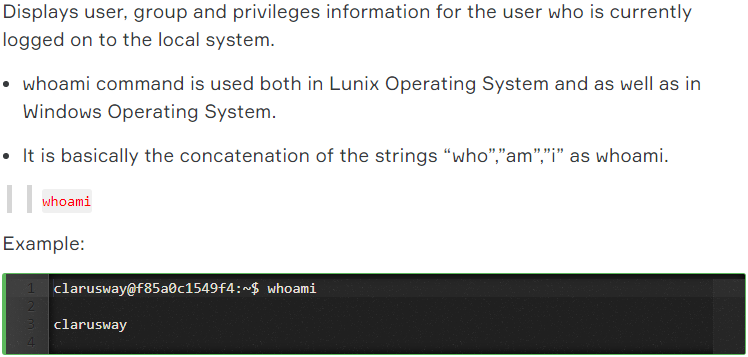 Displays user, group and privileges information for the user who is currently
logged on to the local system.
• whoami command is used both in Lunix Operating System and as well as in
Windows Operating System.
• It is basically the concatenation of the strings “who”,”am”,”i” as whoami.
whoami
Example:
1 clarusway@f85a0c1549f4:~$ whoami
2
3 clarusway
4